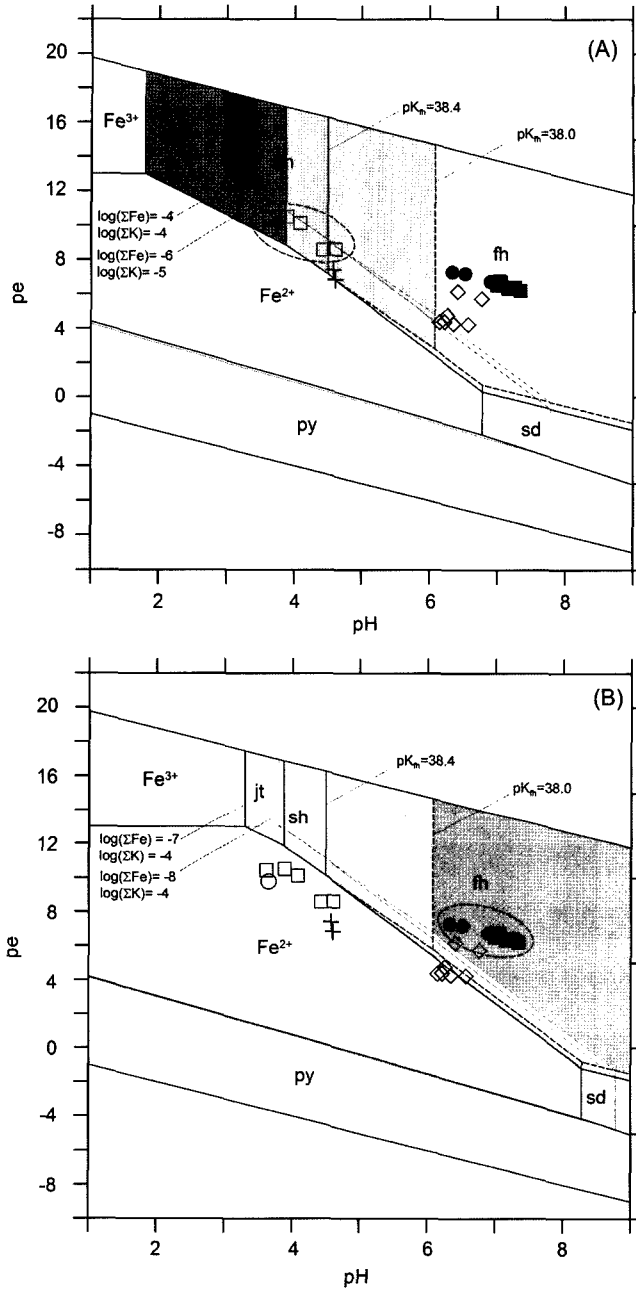 (A)
20
16
12
8
4
0
-4
-8
pe
Fe³⁺
pKfh=38.4
pKfh=38.0
log(ΣFe)= -4
log(ΣK)= -4
log(ΣFe)= -6
log(ΣK)= -5
fh
Fe²⁺
py
sd
2 4 6 8
pH
(B)
20
16
12
8
4
0
-4
-8
pe
Fe³⁺
jt
sh
pKfh=38.4
pKfh=38.0
log(ΣFe) = -7
log(ΣK) = -4
log(ΣFe) = -8
log(ΣK) = -4
fh
Fe²⁺
py
sd
2 4 6 8
pH